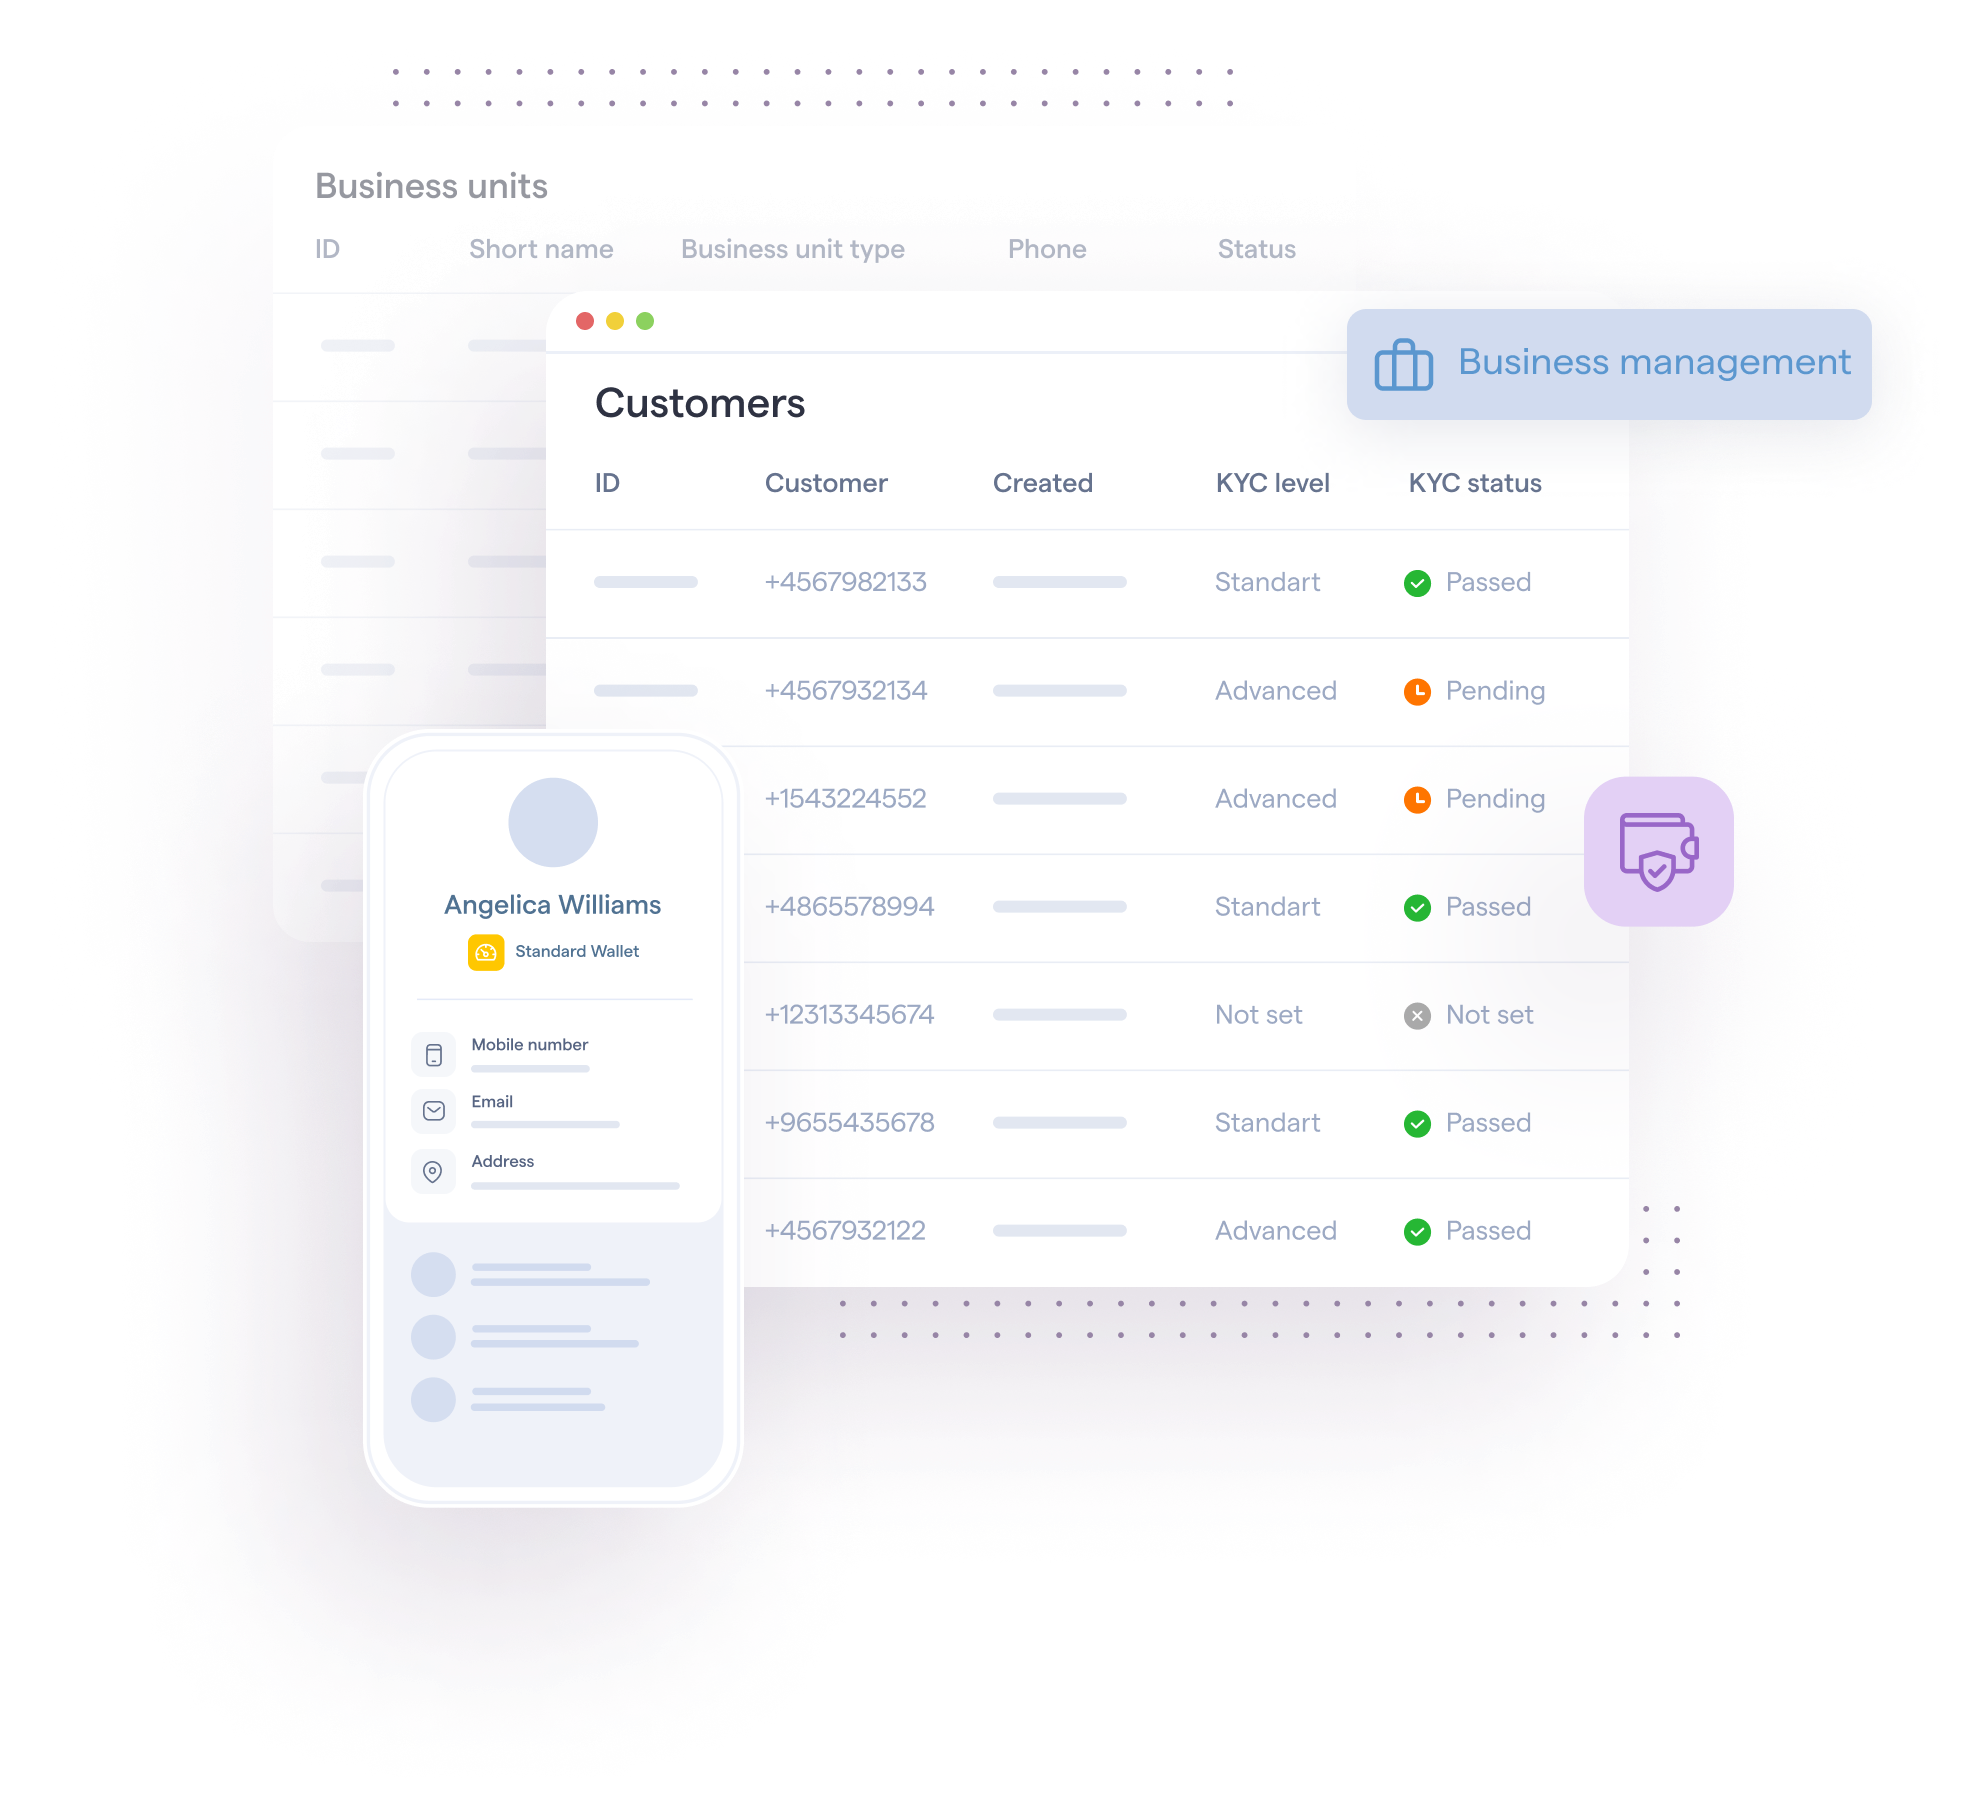 Business units
ID Short name Business unit type Phone Status
Business management
Customers
ID Customer Created KYC level KYC status
+4567982133 Standart Passed
+4567932134 Advanced Pending
+1543224552 Advanced Pending
+4865578994 Standart Passed
+12313345674 Not set Not set
+9655435678 Standart Passed
+4567932122 Advanced Passed
Angelica Williams
Standard Wallet
Mobile number
Email
Address